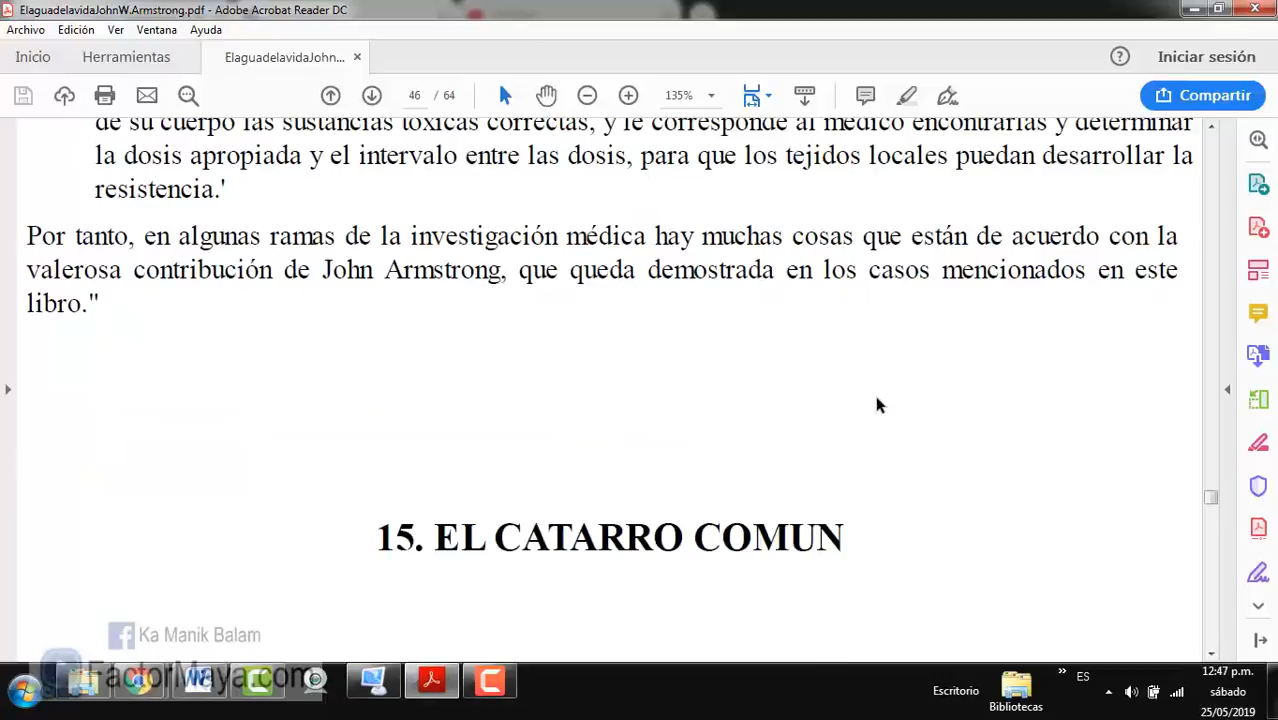 ElaguadelavidaJohnW.Armstrong.pdf - Adobe Acrobat Reader DC
Archivo Edición Ver Ventana Ayuda
Inicio Herramientas ElaguadelavidaJohn... × Iniciar sesión
46 / 64 135% Compartir
de su cuerpo las sustancias tóxicas correctas, y le corresponde al médico encontrarlas y determinar
la dosis apropiada y el intervalo entre las dosis, para que los tejidos locales puedan desarrollar la
resistencia.'
Por tanto, en algunas ramas de la investigación médica hay muchas cosas que están de acuerdo con la
valerosa contribución de John Armstrong, que queda demostrada en los casos mencionados en este
libro."
15. EL CATARRO COMUN
Ka Manik Balam
FactorMaya.com
Escritorio
Bibliotecas
»
ES
12:47 p.m.
sábado
25/05/2019